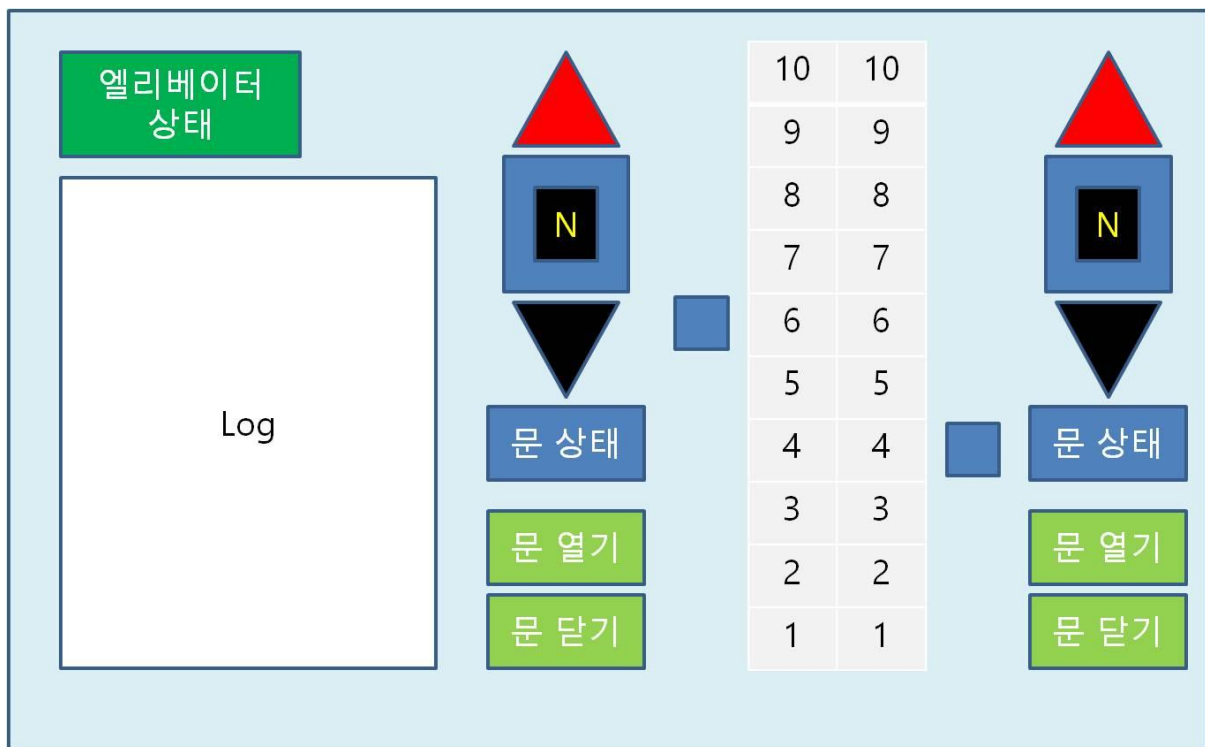 엘리베이터
상태
Log
N
문 상태
문 열기
문 닫기
10 10
9 9
8 8
7 7
6 6
5 5
4 4
3 3
2 2
1 1
N
문 상태
문 열기
문 닫기